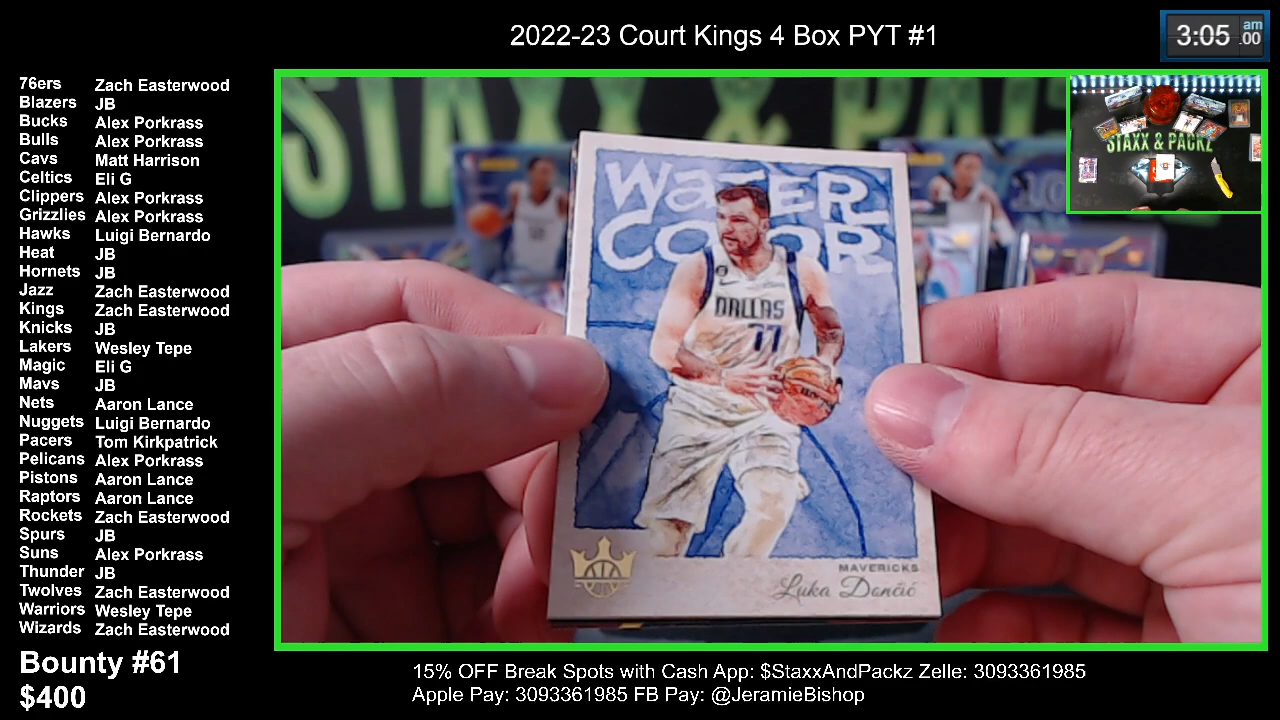 2022-23 Court Kings 4 Box PYT #1
3:05 am .00
76ers Zach Easterwood
Blazers JB
Bucks Alex Porkrass
Bulls Alex Porkrass
Cavs Matt Harrison
Celtics Eli G
Clippers Alex Porkrass
Grizzlies Alex Porkrass
Hawks Luigi Bernardo
Heat JB
Hornets JB
Jazz Zach Easterwood
Kings Zach Easterwood
Knicks JB
Lakers Wesley Tepe
Magic Eli G
Mavs JB
Nets Aaron Lance
Nuggets Luigi Bernardo
Pacers Tom Kirkpatrick
Pelicans Alex Porkrass
Pistons Aaron Lance
Raptors Aaron Lance
Rockets Zach Easterwood
Spurs JB
Suns Alex Porkrass
Thunder JB
Twolves Zach Easterwood
Warriors Wesley Tepe
Wizards Zach Easterwood
Bounty #61
$400
STAXX & PACKZ
STAXX & PA
WATER
COLOR
DALLAS
77
MAVERICKS
Luka Dončić
15% OFF Break Spots with Cash App: $StaxxAndPackz Zelle: 3093361985
Apple Pay: 3093361985 FB Pay: @JeramieBishop